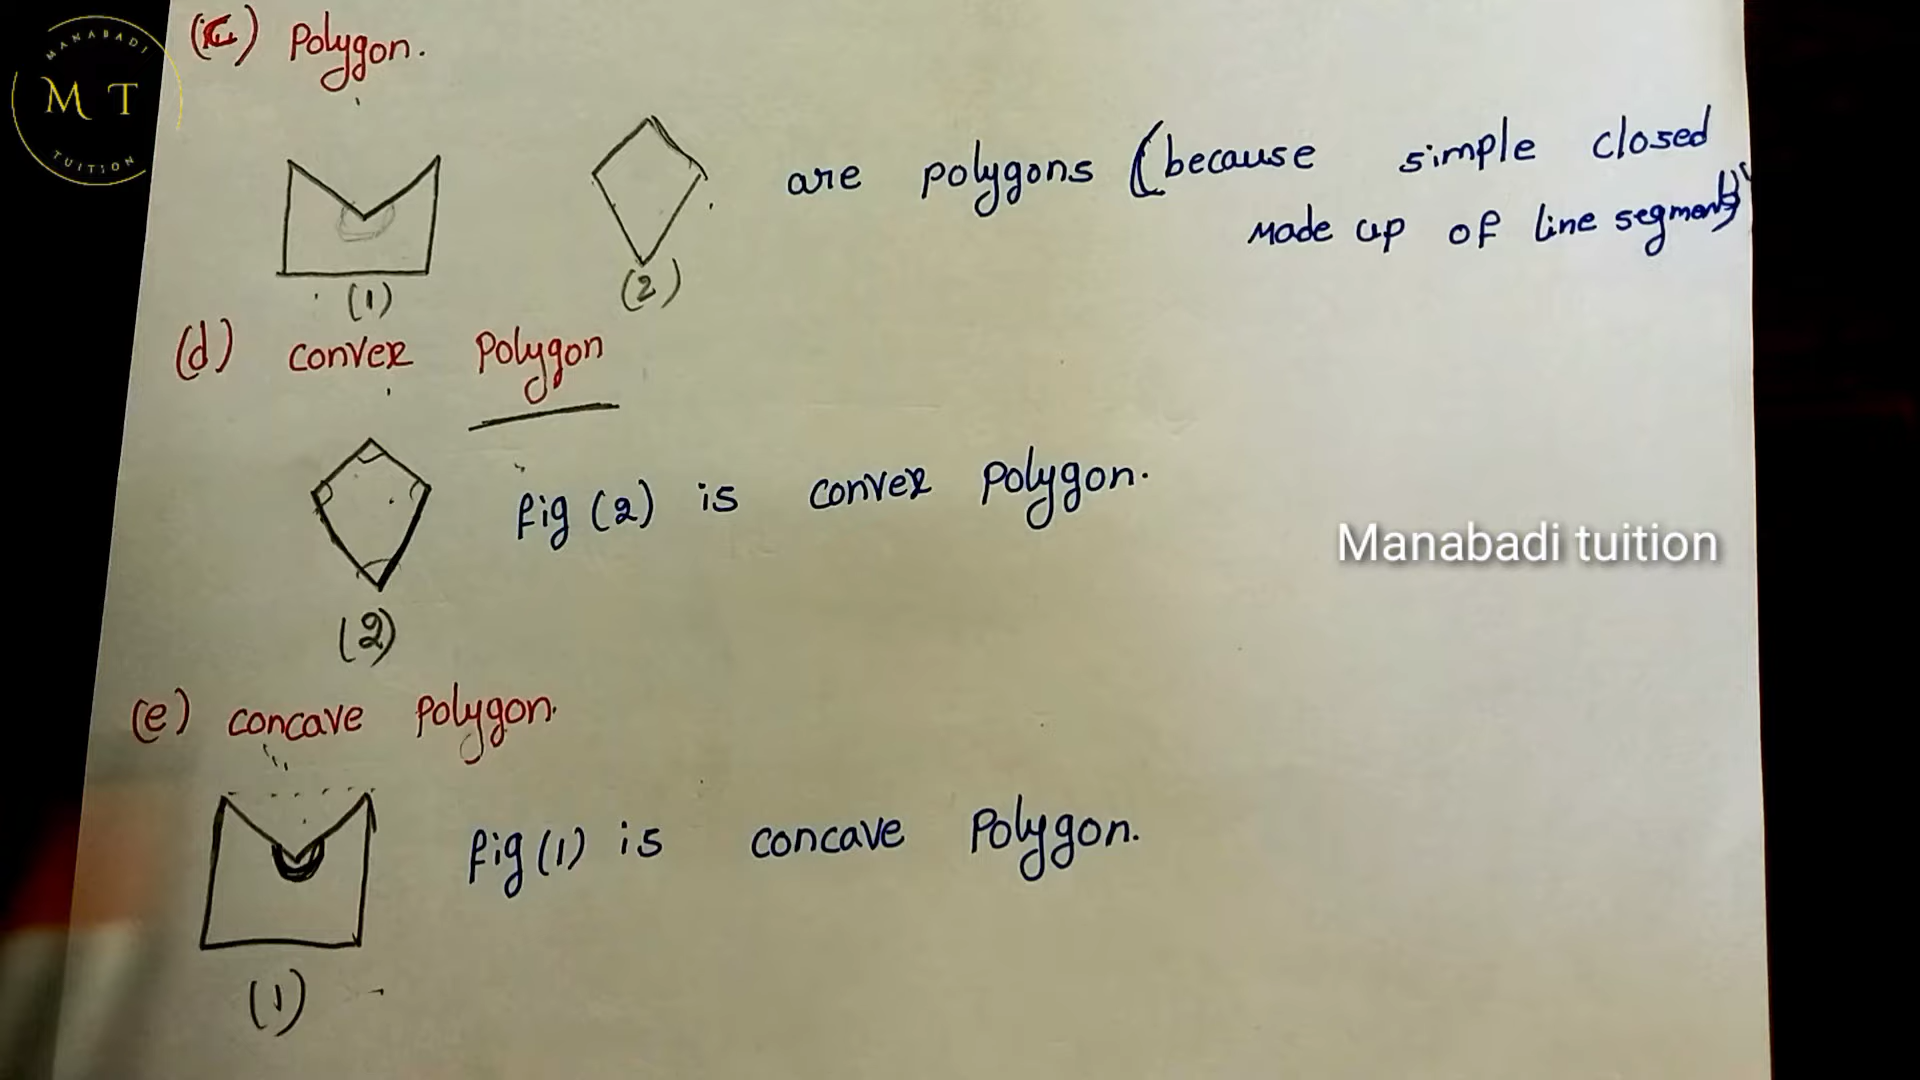 MANABADI
M T
TUITION
(c) Polygon.
are polygons (because simple closed
made up of line segments)
(1)
(2)
(d) convex Polygon
fig (2) is convex polygon.
Manabadi tuition
(2)
(e) concave polygon.
fig (1) is concave Polygon.
(1)